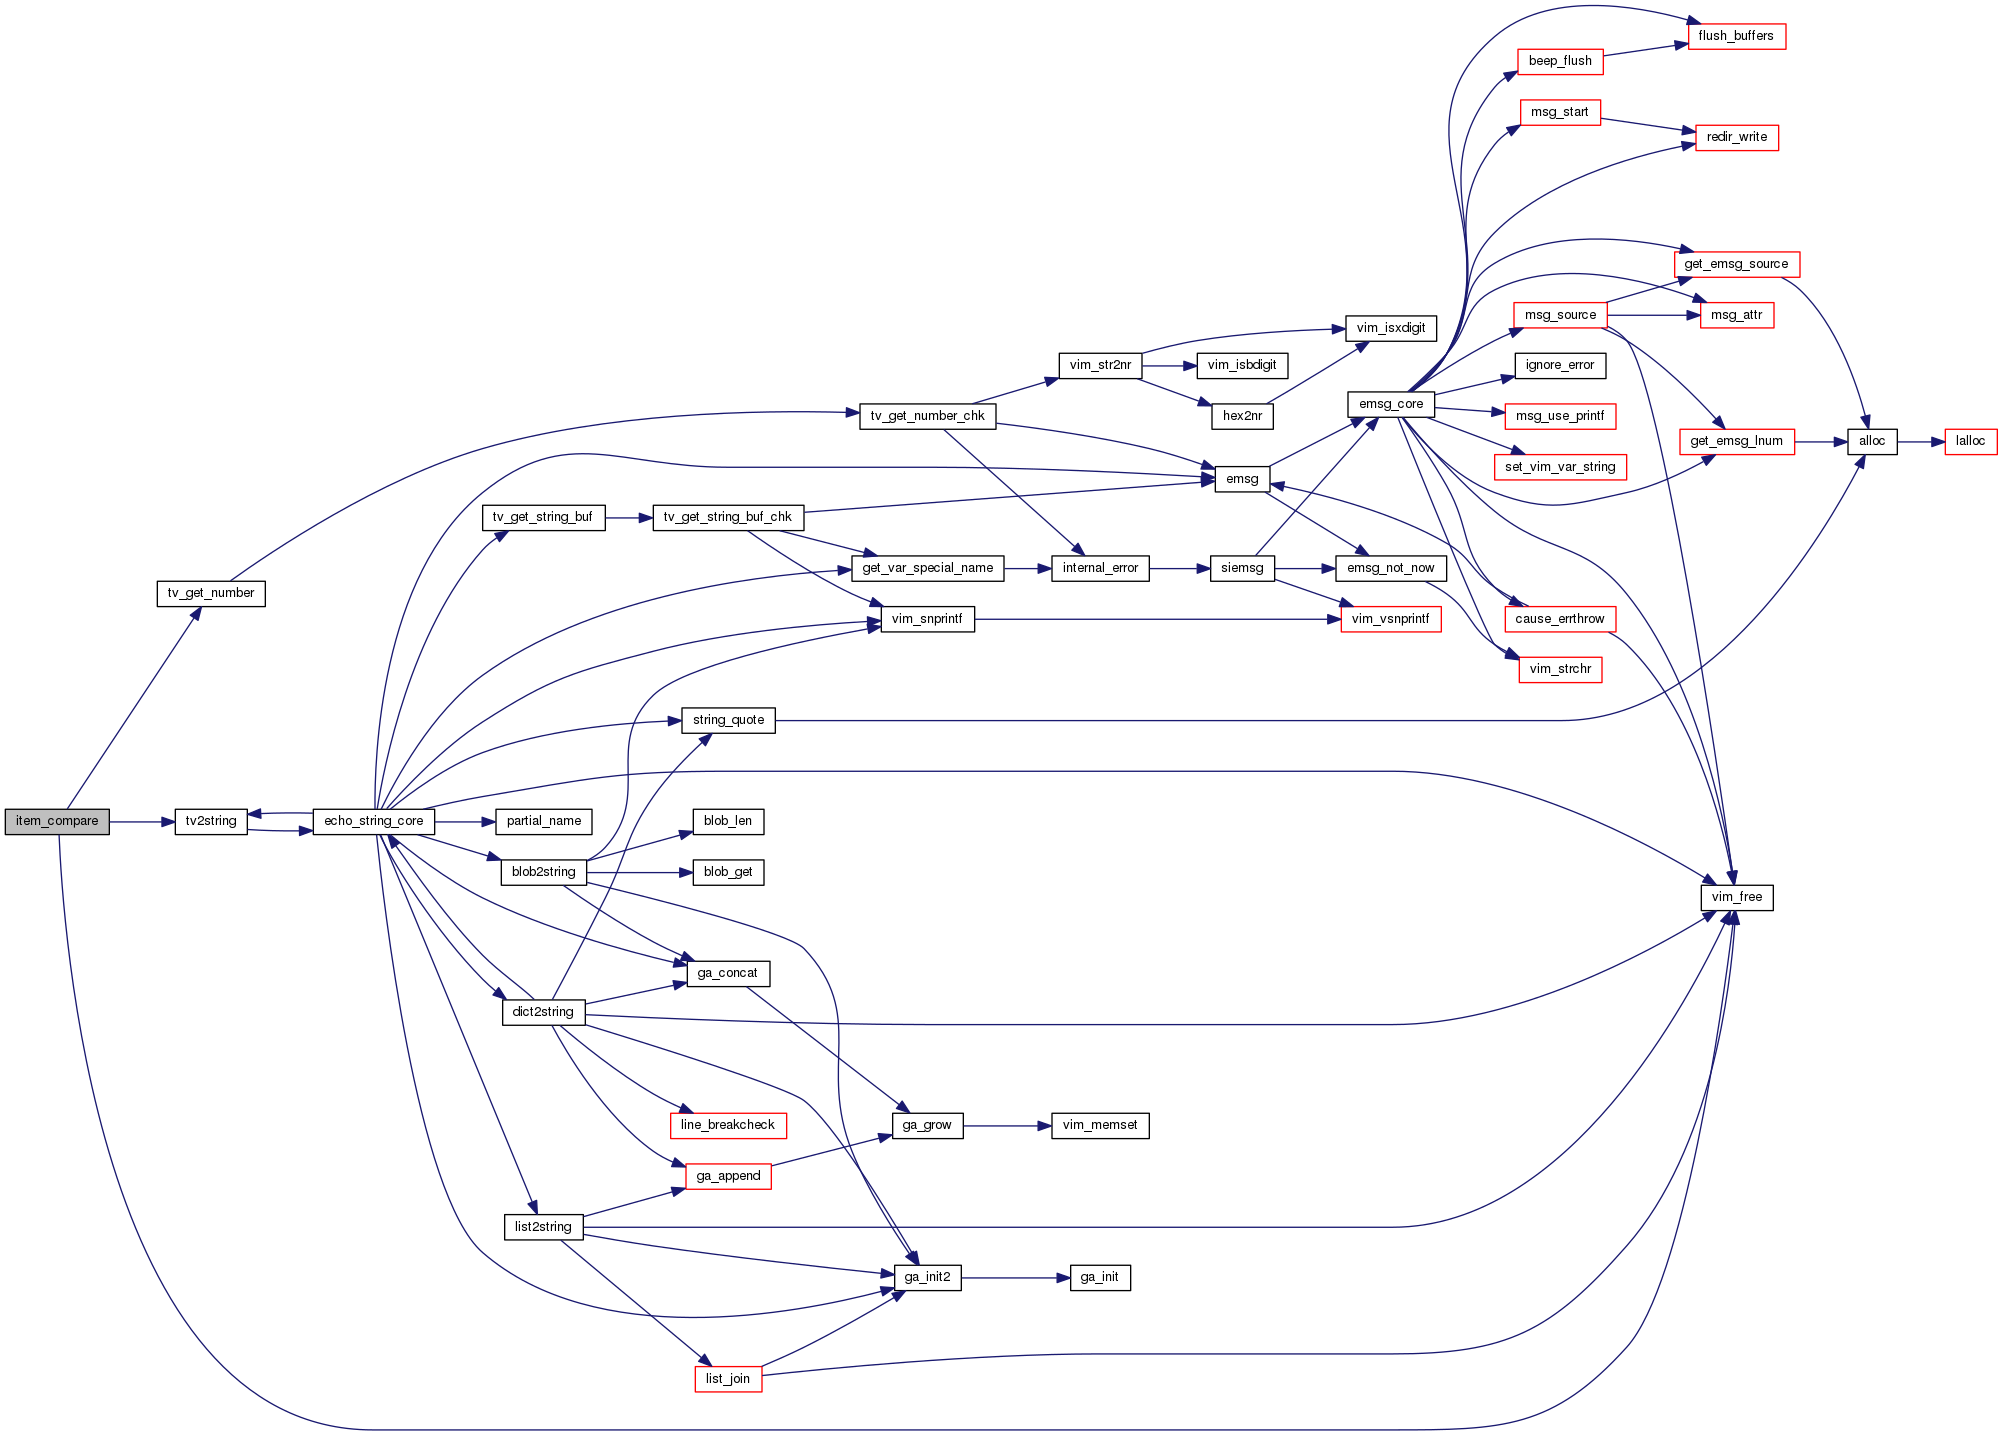 flush_buffers
beep_flush
msg_start
redir_write
get_emsg_source
msg_source
msg_attr
vim_isxdigit
vim_str2nr
vim_isbdigit
ignore_error
emsg_core
tv_get_number_chk
hex2nr
msg_use_printf
get_emsg_lnum
alloc
lalloc
set_vim_var_string
emsg
tv_get_string_buf
tv_get_string_buf_chk
get_var_special_name
internal_error
siemsg
emsg_not_now
tv_get_number
vim_snprintf
vim_vsnprintf
cause_errthrow
vim_strchr
string_quote
item_compare
tv2string
echo_string_core
partial_name
blob_len
blob2string
blob_get
vim_free
ga_concat
dict2string
line_breakcheck
ga_grow
vim_memset
ga_append
list2string
ga_init2
ga_init
list_join